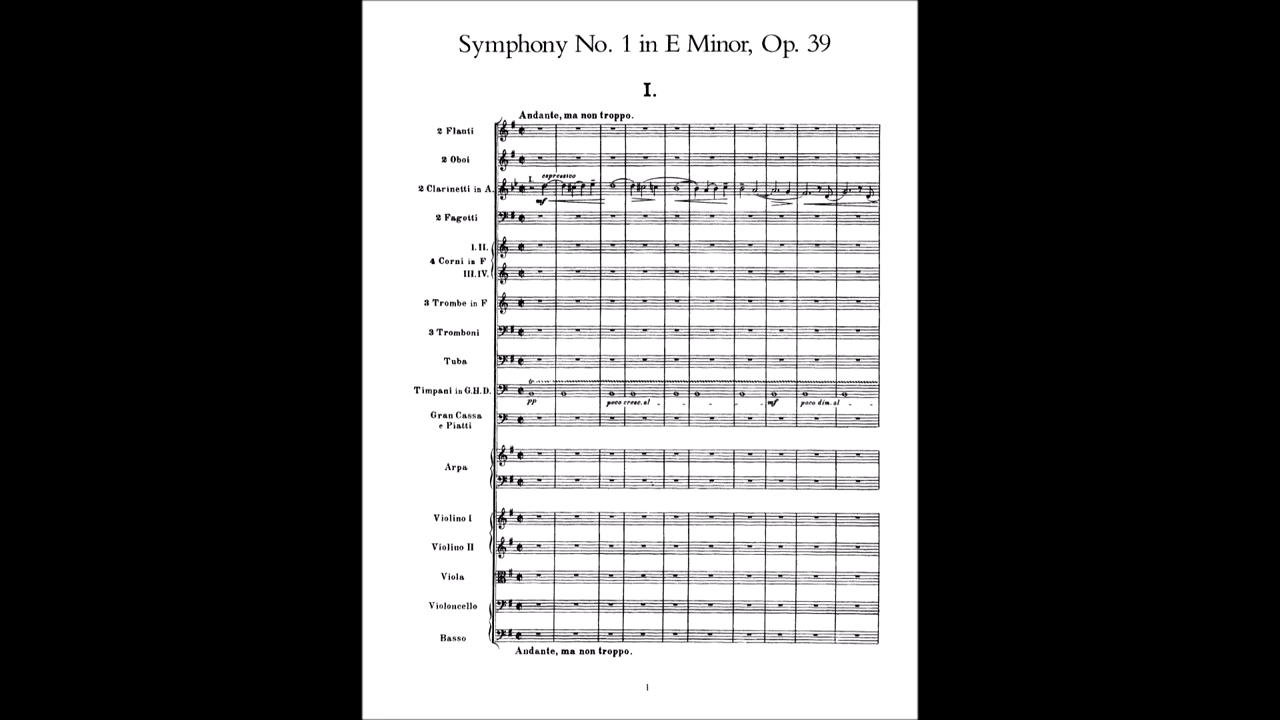 Symphony No. 1 in E Minor, Op. 39
I.
Andante, ma non troppo.
2 Flauti
2 Oboi
I. espressivo
2 Clarinetti in A.
mf
2 Fagotti
I. II.
4 Corni in F
III. IV.
3 Trombe in F
3 Tromboni
Tuba
tr
Timpani in G.H.D.
pp poco cresc. al mf poco dim. al
Gran Cassa
e Piatti
Arpa
Violino I
Violino II
Viola
Violoncello
Basso
Andante, ma non troppo.
1